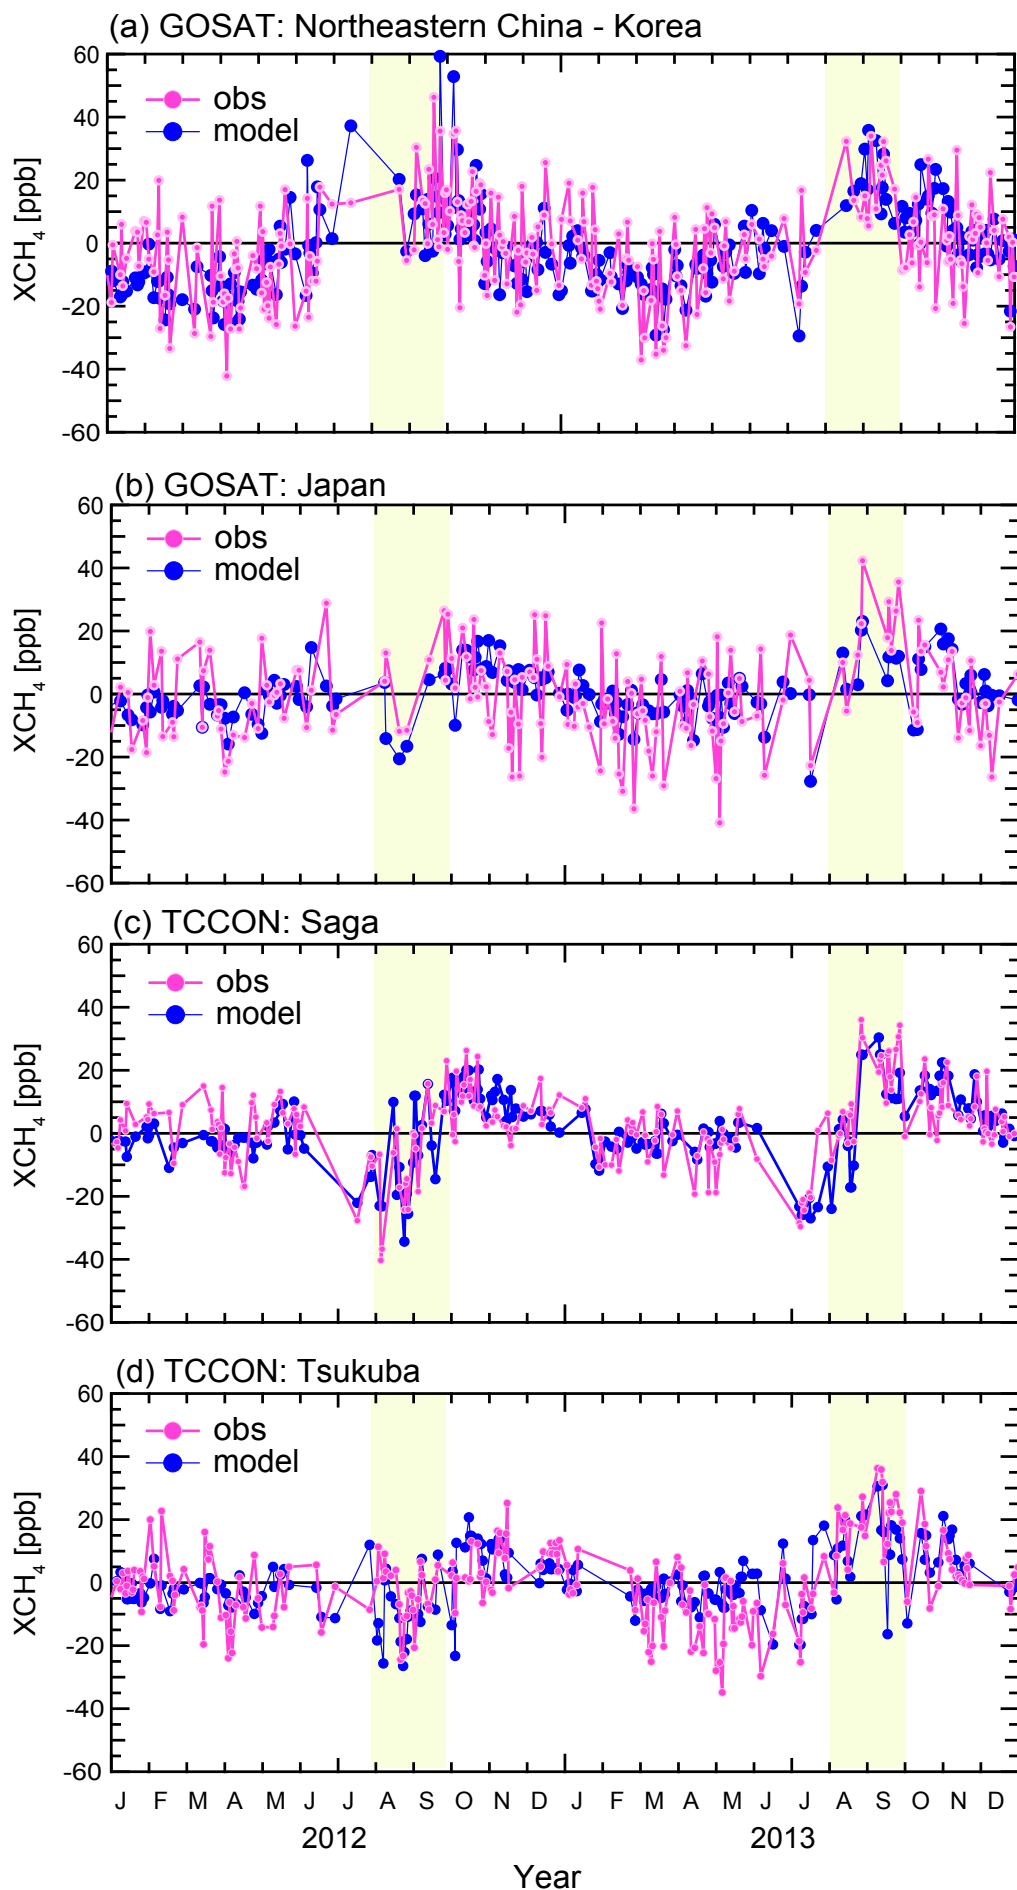 (a) GOSAT: Northeastern China - Korea
60
40
20
0
-20
-40
-60
XCH4 [ppb]
obs
model
(b) GOSAT: Japan
60
40
20
0
-20
-40
-60
XCH4 [ppb]
obs
model
(c) TCCON: Saga
60
40
20
0
-20
-40
-60
XCH4 [ppb]
obs
model
(d) TCCON: Tsukuba
60
40
20
0
-20
-40
-60
XCH4 [ppb]
obs
model
J F M A M J J A S O N D J F M A M J J A S O N D
2012 2013
Year